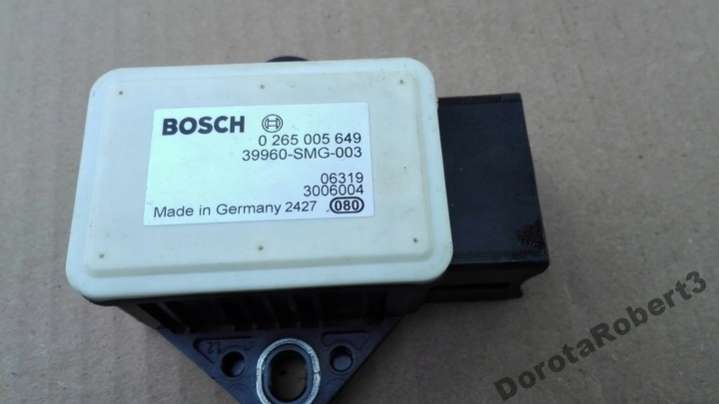 BOSCH
0 265 005 649
39960-SMG-003
06319
3006004
Made in Germany 2427 080
DorotaRobert3